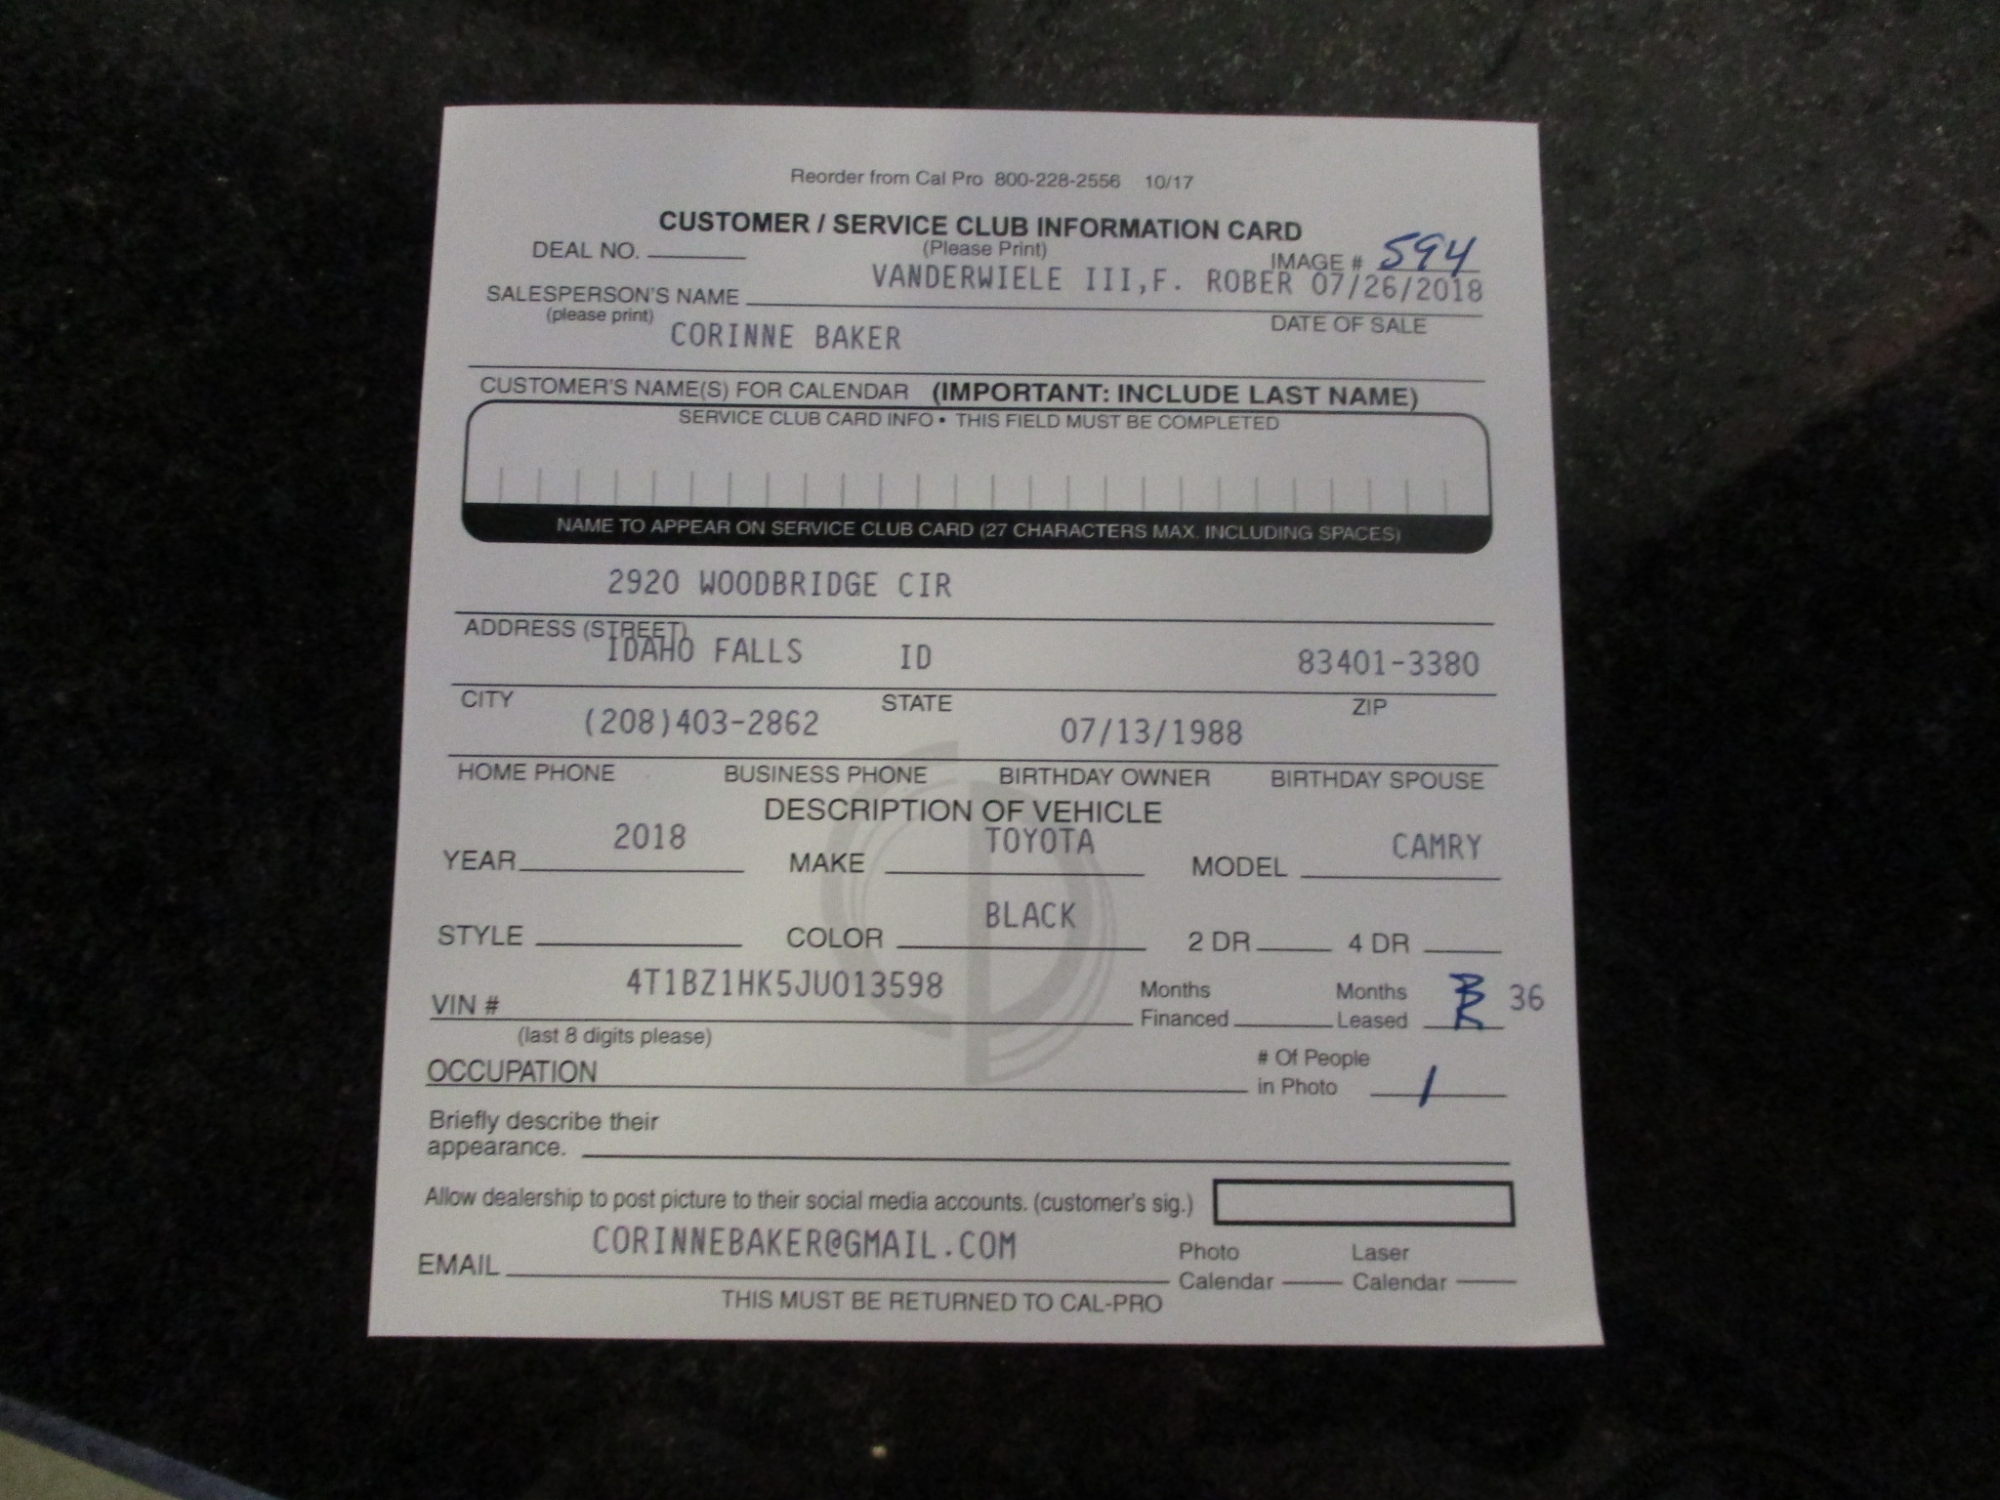 Reorder from Cal Pro 800-228-2556 10/17
CUSTOMER / SERVICE CLUB INFORMATION CARD
DEAL NO. (Please Print) IMAGE # 594
VANDERWIELE III,F. ROBER 07/26/2018
SALESPERSON'S NAME
(please print) DATE OF SALE
CORINNE BAKER
CUSTOMER'S NAME(S) FOR CALENDAR (IMPORTANT: INCLUDE LAST NAME)
SERVICE CLUB CARD INFO • THIS FIELD MUST BE COMPLETED
NAME TO APPEAR ON SERVICE CLUB CARD (27 CHARACTERS MAX. INCLUDING SPACES)
2920 WOODBRIDGE CIR
ADDRESS (STREET)
IDAHO FALLS ID 83401-3380
CITY STATE ZIP
(208)403-2862 07/13/1988
HOME PHONE BUSINESS PHONE BIRTHDAY OWNER BIRTHDAY SPOUSE
DESCRIPTION OF VEHICLE
2018 TOYOTA CAMRY
YEAR MAKE MODEL
BLACK
STYLE COLOR 2 DR 4 DR
4T1BZ1HK5JU013598
VIN # Months Financed Months Leased 36
(last 8 digits please)
OCCUPATION # Of People in Photo 1
Briefly describe their
appearance.
Allow dealership to post picture to their social media accounts. (customer's sig.)
CORINNEBAKER@GMAIL.COM
EMAIL Photo Calendar Laser Calendar
THIS MUST BE RETURNED TO CAL-PRO